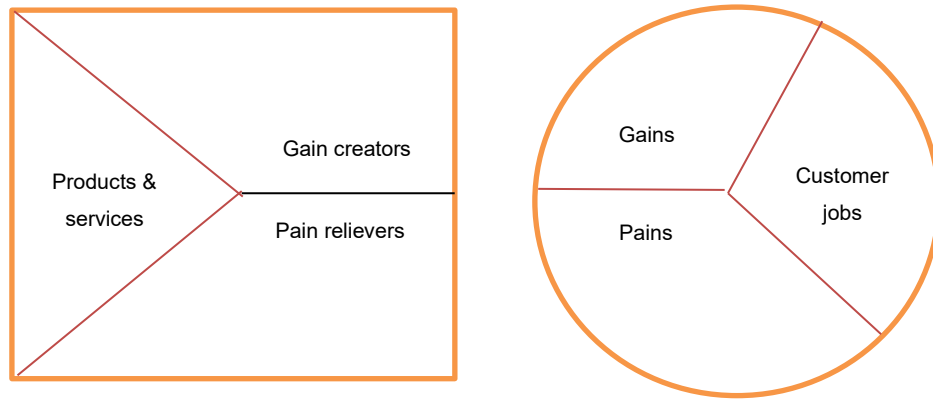 Gain creators
Products &
services
Pain relievers
Gains
Pains
Customer
jobs